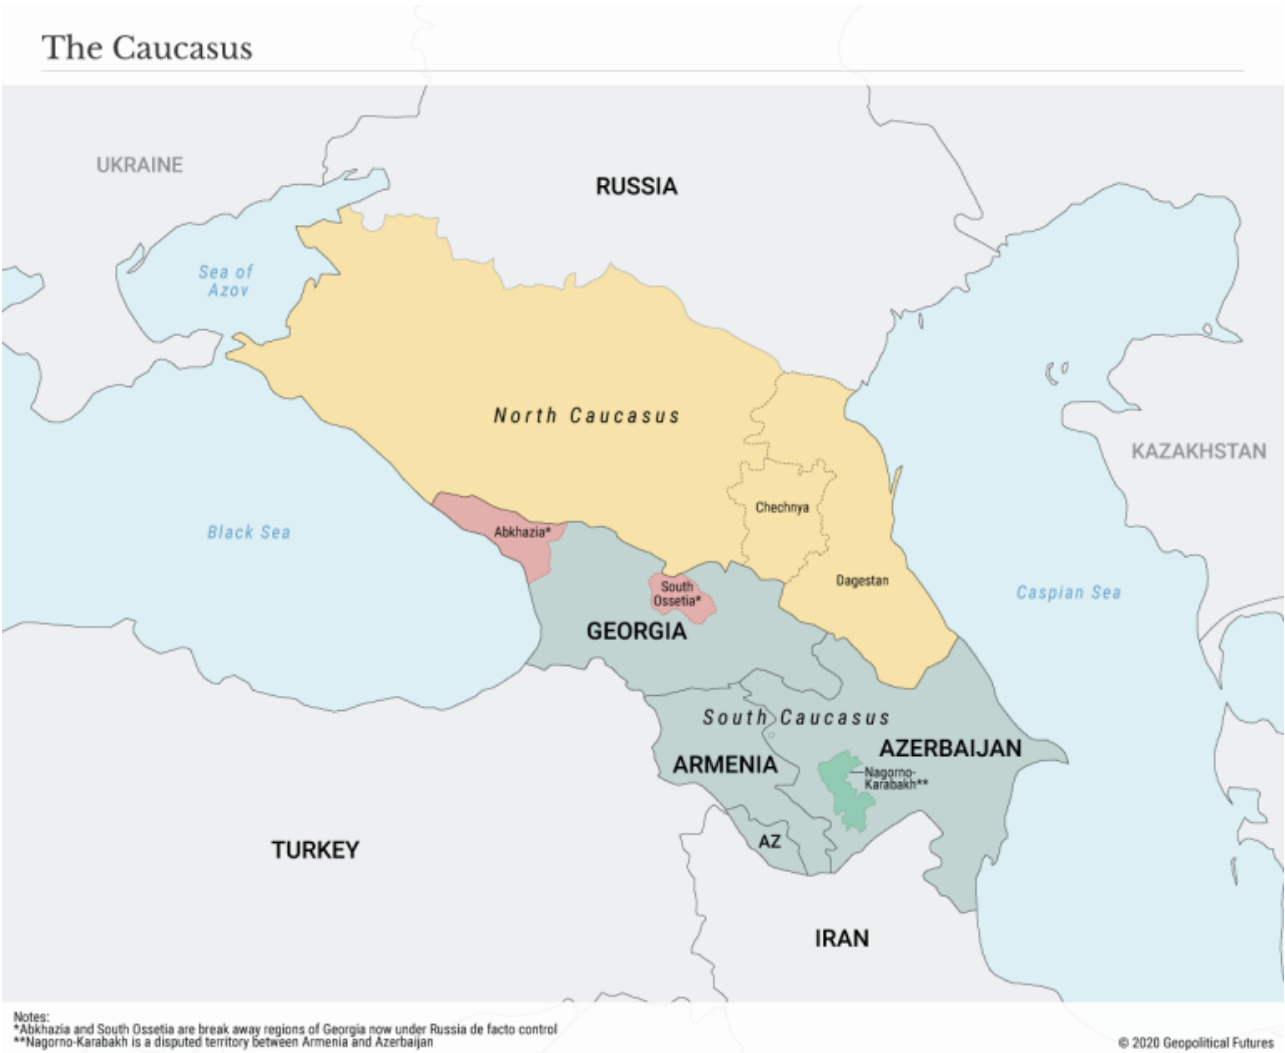 The Caucasus
UKRAINE
RUSSIA
Sea of
Azov
North Caucasus
KAZAKHSTAN
Chechnya
Black Sea
Abkhazia*
Dagestan
South
Ossetia*
Caspian Sea
GEORGIA
South Caucasus
AZERBAIJAN
ARMENIA
Nagorno-
Karabakh**
AZ
TURKEY
IRAN
Notes:
*Abkhazia and South Ossetia are break away regions of Georgia now under Russia de facto control
**Nagorno-Karabakh is a disputed territory between Armenia and Azerbaijan
© 2020 Geopolitical Futures